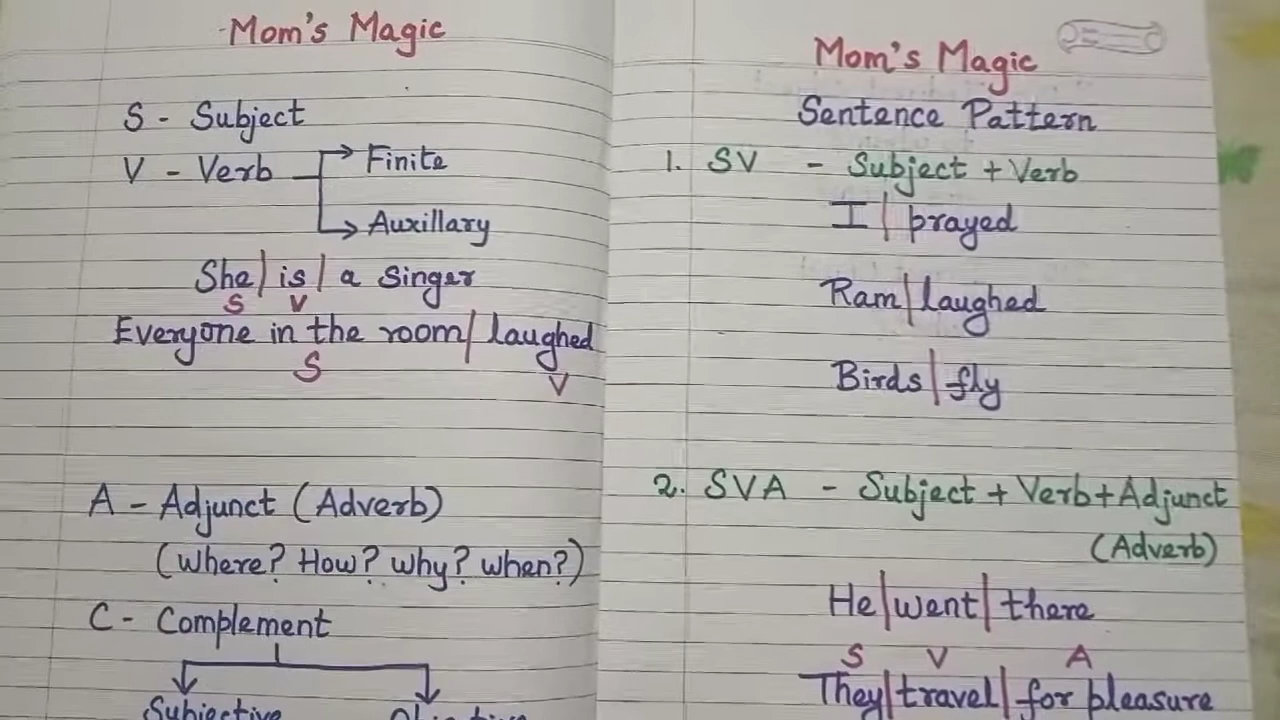 Mom's Magic
S - Subject
V - Verb → Finite
→ Auxillary
She | is | a singer
S V
Everyone in the room | laughed
S V
A - Adjunct (Adverb)
(Where? How? Why? when?)
C - Complement
Subjective Objective
Mom's Magic
Sentence Pattern
1. SV - Subject + Verb
I | prayed
Ram | laughed
Birds | fly
2. SVA - Subject + Verb + Adjunct
(Adverb)
He | went | there
S V A
They | travel | for pleasure